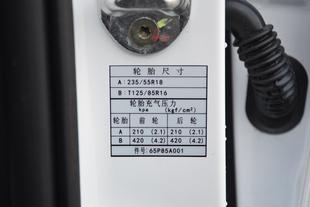 轮胎尺寸
A：235/55R18
B：T125/85R16
轮胎充气压力
kpa (kgf/cm²)
轮胎 前轮 后轮
A 210 (2.1) 210 (2.1)
B 420 (4.2) 420 (4.2)
件号：65P85A001